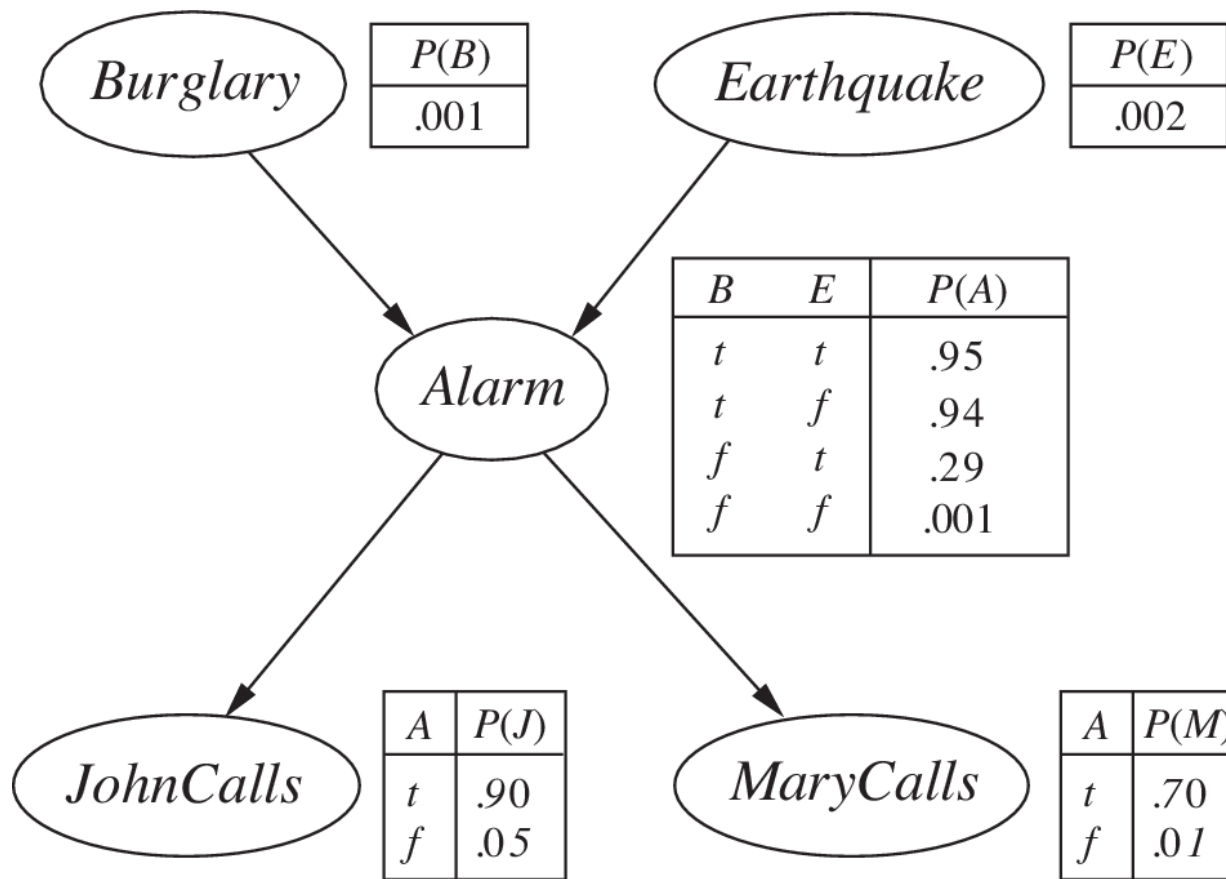 Burglary
P(B)
.001
Earthquake
P(E)
.002
B E P(A)
t t .95
t f .94
f t .29
f f .001
Alarm
JohnCalls
A P(J)
t .90
f .05
MaryCalls
A P(M)
t .70
f .01